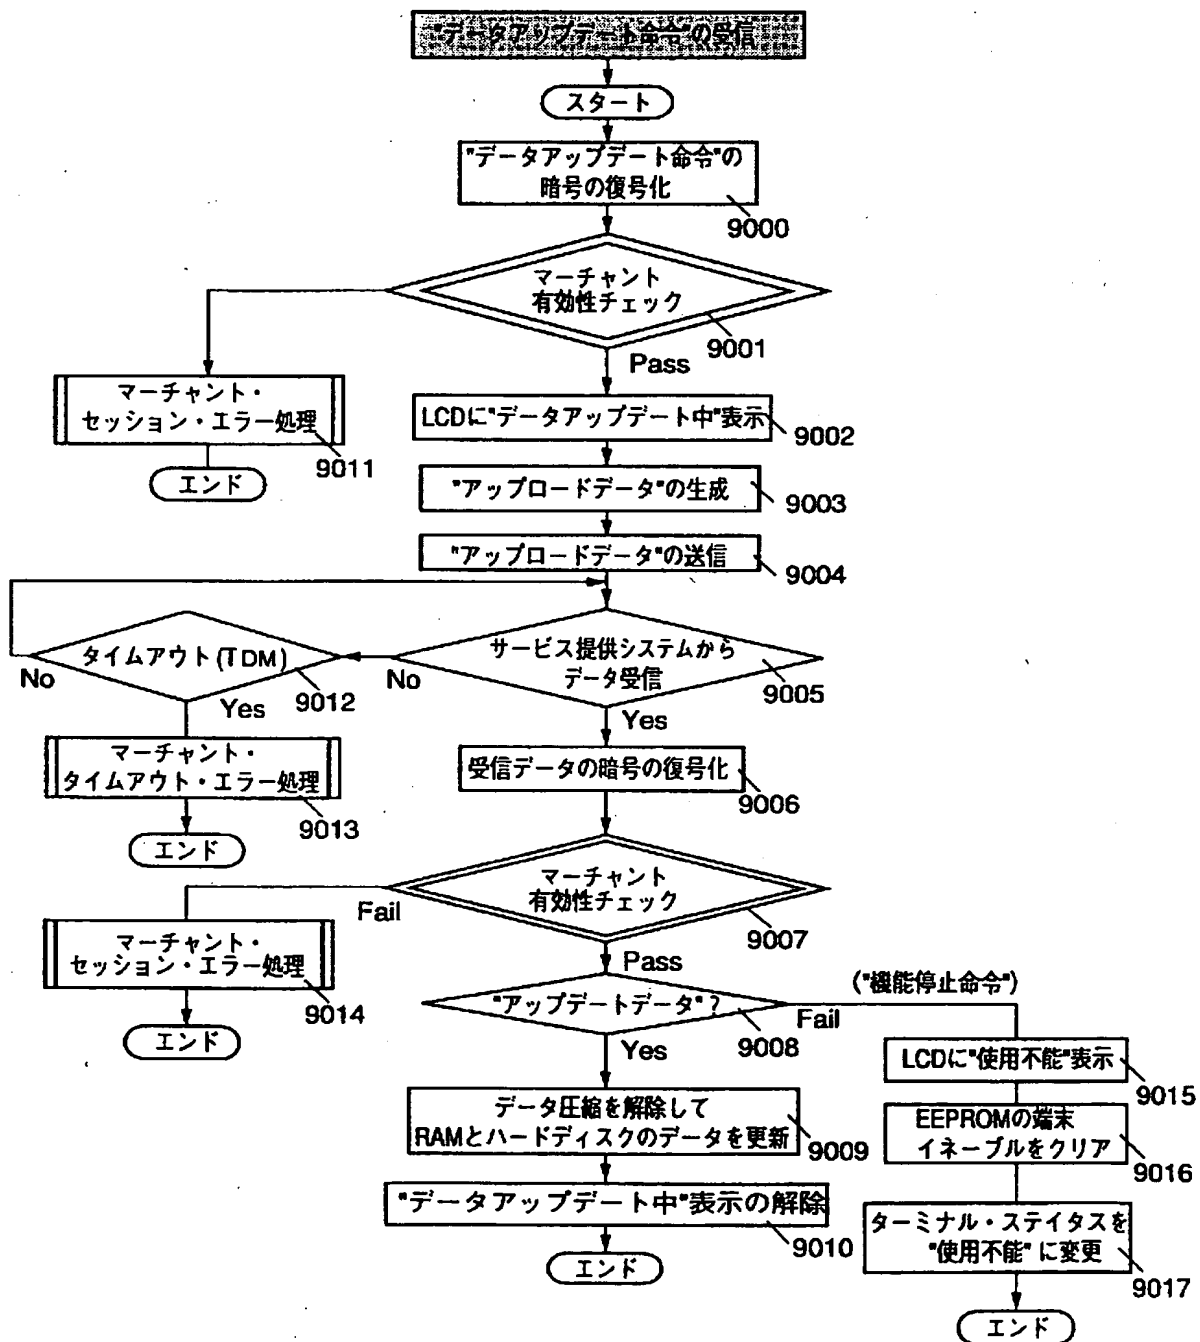 "データアップデート命令"の受信
スタート
"データアップデート命令"の
暗号の復号化
9000
マーチャント
有効性チェック
9001
Pass
マーチャント・
セッション・エラー処理
9011
エンド
LCDに"データアップデート中"表示
9002
"アップロードデータ"の生成
9003
"アップロードデータ"の送信
9004
サービス提供システムから
データ受信
9005
No
Yes
タイムアウト(TDM)
9012
No
Yes
マーチャント・
タイムアウト・エラー処理
9013
エンド
受信データの暗号の復号化
9006
マーチャント
有効性チェック
9007
Fail
Pass
マーチャント・
セッション・エラー処理
9014
エンド
"アップデートデータ"?
9008
Yes
Fail
("機能停止命令")
データ圧縮を解除して
RAMとハードディスクのデータを更新
9009
"データアップデート中"表示の解除
9010
エンド
LCDに"使用不能"表示
9015
EEPROMの端末
イネーブルをクリア
9016
ターミナル・ステイタスを
"使用不能"に変更
9017
エンド